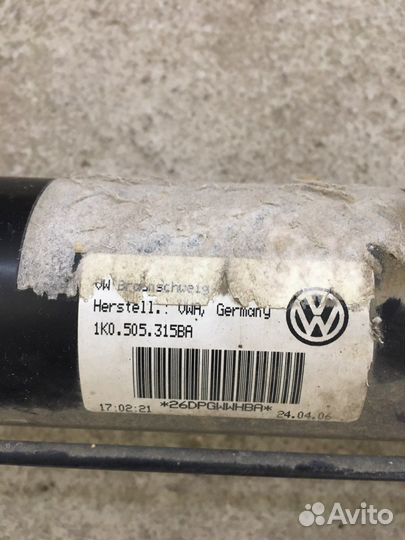 VW Braunschweig
Herstell.: VWA, Germany
1K0.505.315BA
*26DPGWWHBA*
17:02:21
24.04.06
Avito